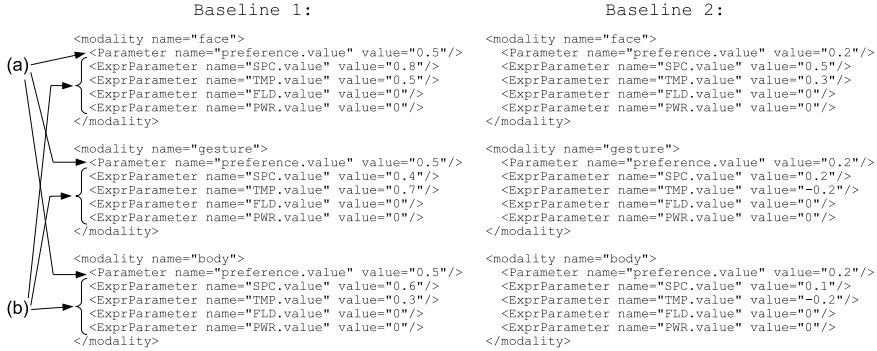 Baseline 1:
<modality name="face">
<Parameter name="preference.value" value="0.5"/>
<ExprParameter name="SPC.value" value="0.8"/>
<ExprParameter name="TMP.value" value="0.5"/>
<ExprParameter name="FLD.value" value="0"/>
<ExprParameter name="PWR.value" value="0"/>
</modality>
<modality name="gesture">
<Parameter name="preference.value" value="0.5"/>
<ExprParameter name="SPC.value" value="0.4"/>
<ExprParameter name="TMP.value" value="0.7"/>
<ExprParameter name="FLD.value" value="0"/>
<ExprParameter name="PWR.value" value="0"/>
</modality>
<modality name="body">
<Parameter name="preference.value" value="0.5"/>
<ExprParameter name="SPC.value" value="0.6"/>
<ExprParameter name="TMP.value" value="0.3"/>
<ExprParameter name="FLD.value" value="0"/>
<ExprParameter name="PWR.value" value="0"/>
</modality>
(a)
(b)
Baseline 2:
<modality name="face">
<Parameter name="preference.value" value="0.2"/>
<ExprParameter name="SPC.value" value="0.5"/>
<ExprParameter name="TMP.value" value="0.3"/>
<ExprParameter name="FLD.value" value="0"/>
<ExprParameter name="PWR.value" value="0"/>
</modality>
<modality name="gesture">
<Parameter name="preference.value" value="0.2"/>
<ExprParameter name="SPC.value" value="0.2"/>
<ExprParameter name="TMP.value" value="-0.2"/>
<ExprParameter name="FLD.value" value="0"/>
<ExprParameter name="PWR.value" value="0"/>
</modality>
<modality name="body">
<Parameter name="preference.value" value="0.2"/>
<ExprParameter name="SPC.value" value="0.1"/>
<ExprParameter name="TMP.value" value="-0.2"/>
<ExprParameter name="FLD.value" value="0"/>
<ExprParameter name="PWR.value" value="0"/>
</modality>